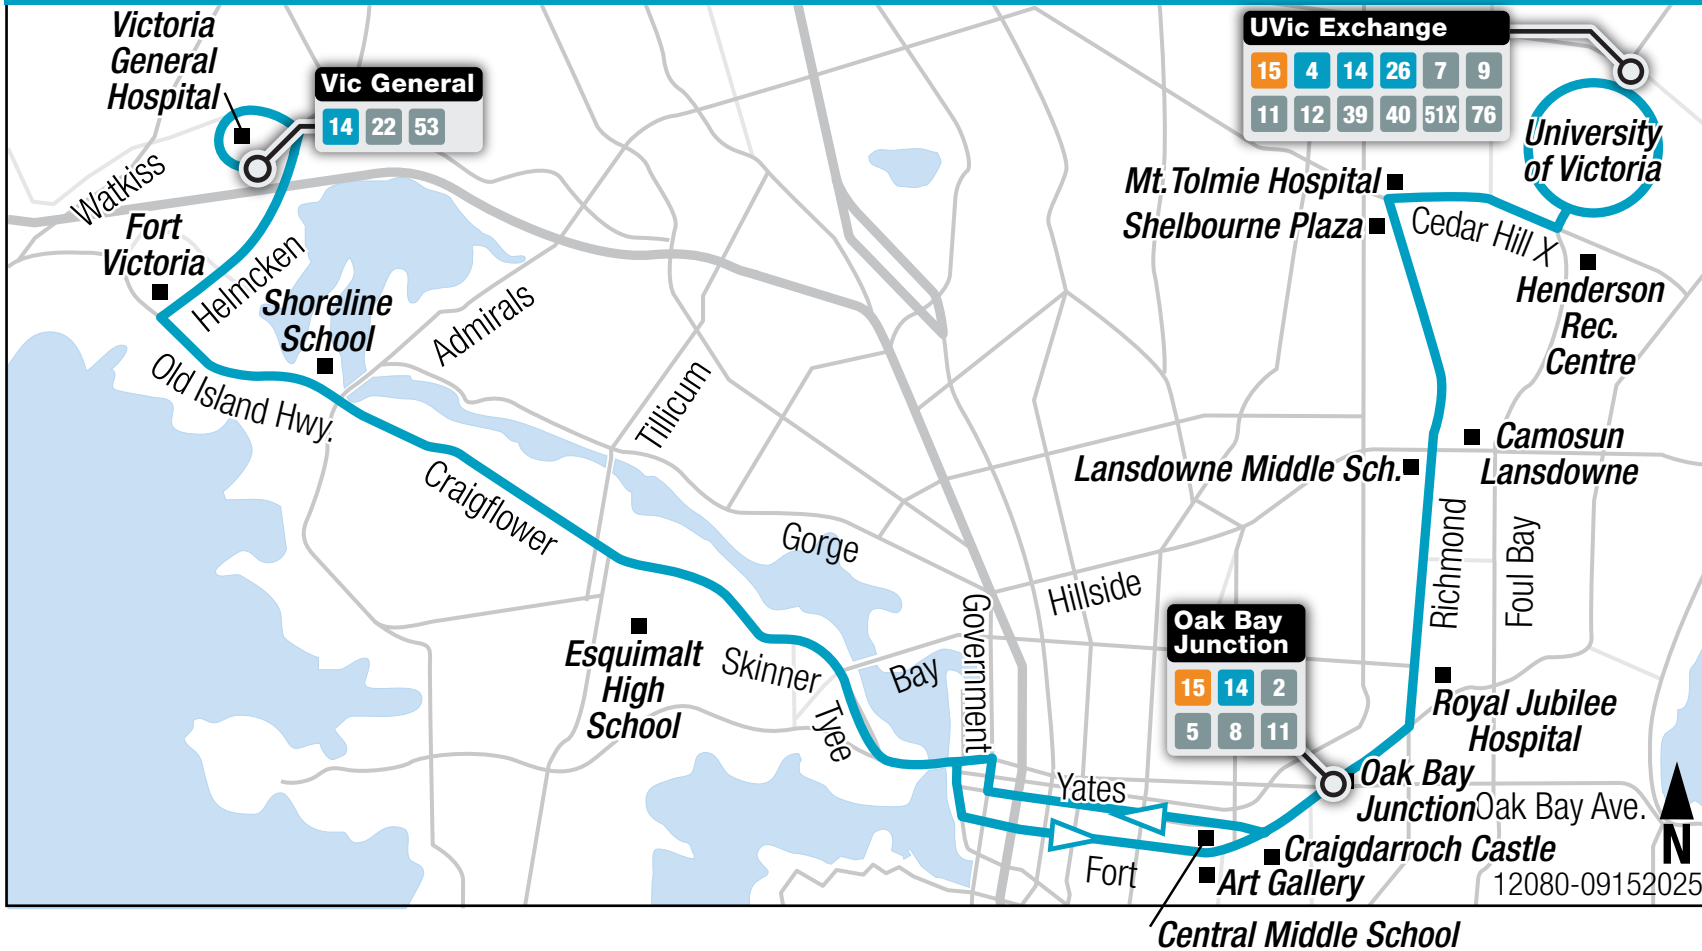 Victoria
General
Hospital
Vic General
14 22 53
UVic Exchange
15 4 14 26 7 9
11 12 39 40 51X 76
University
of Victoria
Watkiss
Mt.Tolmie Hospital
Shelbourne Plaza
Cedar Hill X
Fort
Victoria
Helmcken
Shoreline
School
Admirals
Henderson
Rec.
Centre
Old Island Hwy.
Tillicum
Camosun
Lansdowne
Lansdowne Middle Sch.
Craigflower
Gorge
Richmond
Foul Bay
Hillside
Government
Oak Bay
Junction
15 14 2
5 8 11
Esquimalt
High
School
Skinner
Bay
Tyee
Royal Jubilee
Hospital
Yates
Oak Bay
Junction
Oak Bay Ave.
N
Fort
Craigdarroch Castle
Art Gallery
12080-09152025
Central Middle School